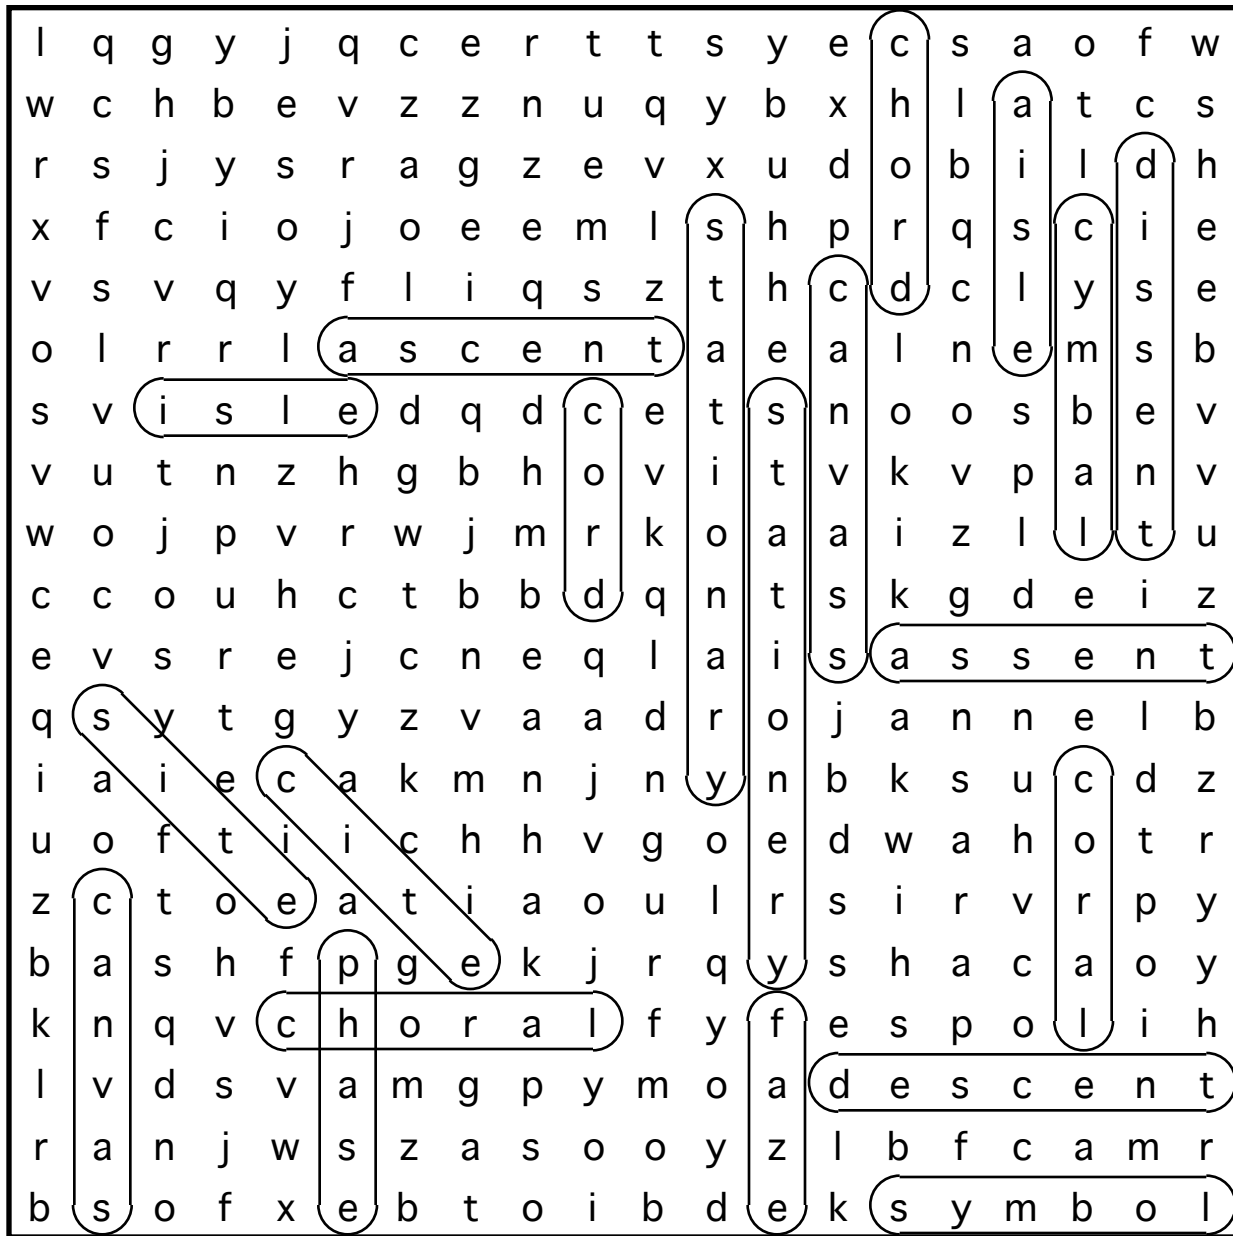 l q g y j q c e r t t s y e c s a o f w
w c h b e v z z n u q y b x h l a t c s
r s j y s r a g z e v x u d o b i l d h
x f c i o j o e e m l s h p r q s c i e
v s v q y f l i q s z t h c d c l y s e
o l r r l a s c e n t a e a l n e m s b
s v i s l e d q d c e t s n o o s b e v
v u t n z h g b h o v i t v k v p a n v
w o j p v r w j m r k o a a i z l l t u
c c o u h c t b b d q n t s k g d e i z
e v s r e j c n e q l a i s a s s e n t
q s y t g y z v a a d r o j a n n e l b
i a i e c a k m n j n y n b k s u c d z
u o f t i i c h h v g o e d w a h o t r
z c t o e a t i a o u l r s i r v r p y
b a s h f p g e k j r q y s h a c a o y
k n q v c h o r a l f y f e s p o l i h
l v d s v a m g p y m o a d e s c e n t
r a n j w s z a s o o y z l b f c a m r
b s o f x e b t o i b d e k s y m b o l